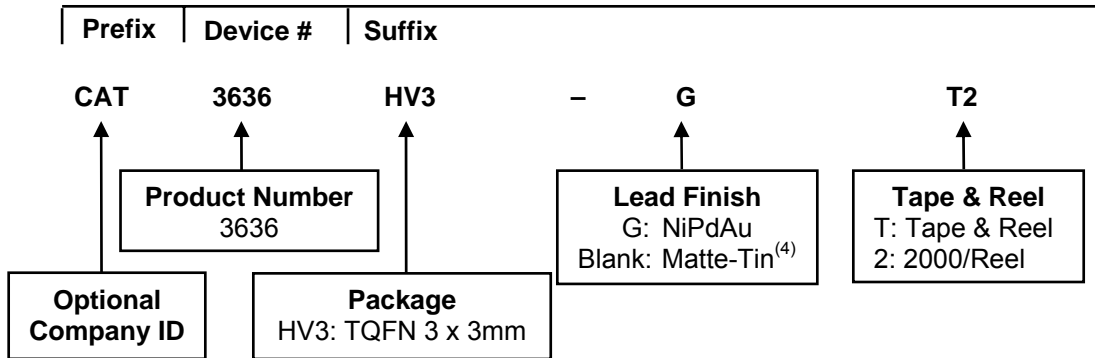 Prefix Device # Suffix
CAT 3636 HV3 – G T2
Product Number
3636
Lead Finish
G: NiPdAu
Blank: Matte-Tin(4)
Tape & Reel
T: Tape & Reel
2: 2000/Reel
Optional
Company ID
Package
HV3: TQFN 3 x 3mm